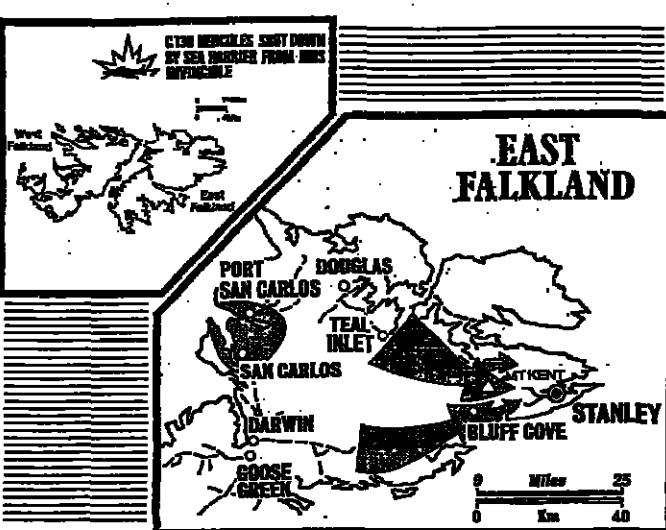 C130 HERCULES SHOT DOWN
BY SEA HARRIER FROM HMS
INVINCIBLE
West
Falkland
East
Falkland
EAST
FALKLAND
PORT
SAN CARLOS
DOUGLAS
TEAL
INLET
SAN CARLOS
MT KENT
STANLEY
BLUFF COVE
DARWIN
GOOSE
GREEN
0 Miles 25
0 Km 40